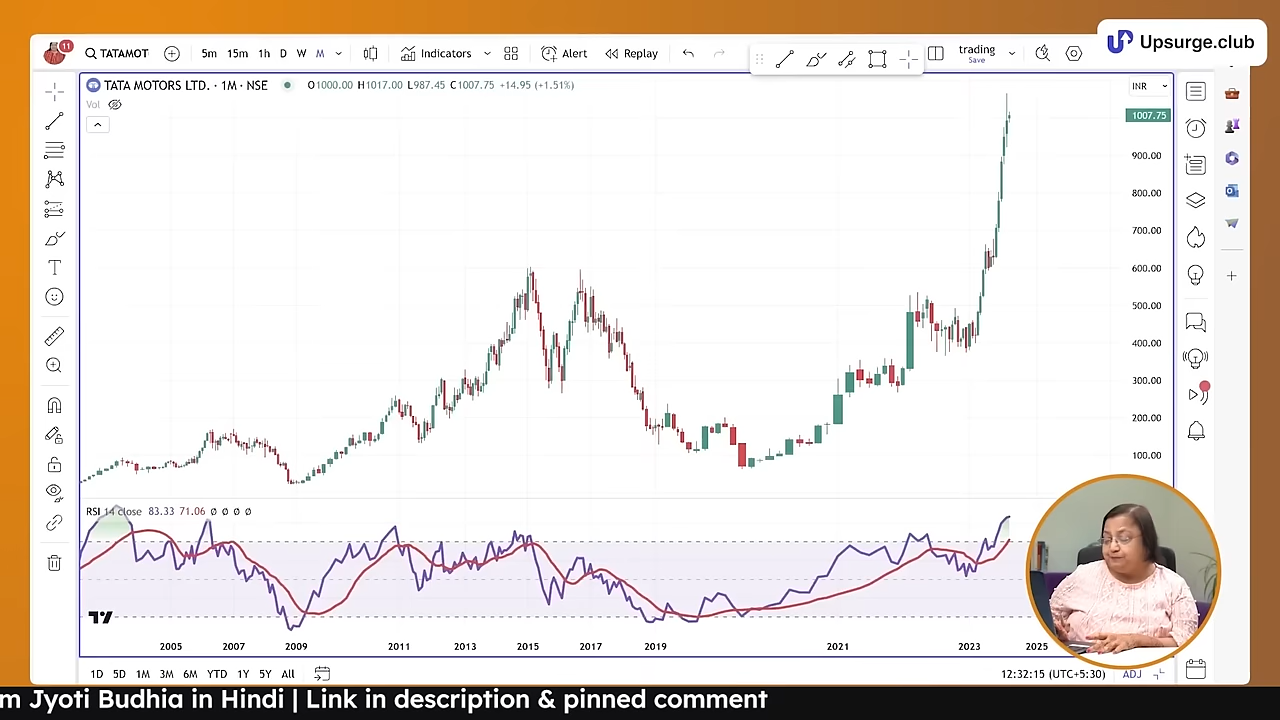 Upsurge.club
11
TATAMOT
5m 15m 1h D W M
Indicators
Alert
Replay
trading
Save
TATA MOTORS LTD. · 1M · NSE
O1000.00 H1017.00 L987.45 C1007.75 +14.95 (+1.51%)
Vol
INR
1007.75
900.00
800.00
700.00
600.00
500.00
400.00
300.00
200.00
100.00
RSI 14 close 83.33 71.06 Ø Ø Ø Ø
2005 2007 2009 2011 2013 2015 2017 2019 2021 2023 2025
1D 5D 1M 3M 6M YTD 1Y 5Y All
12:32:15 (UTC+5:30) ADJ
m Jyoti Budhia in Hindi | Link in description & pinned comment